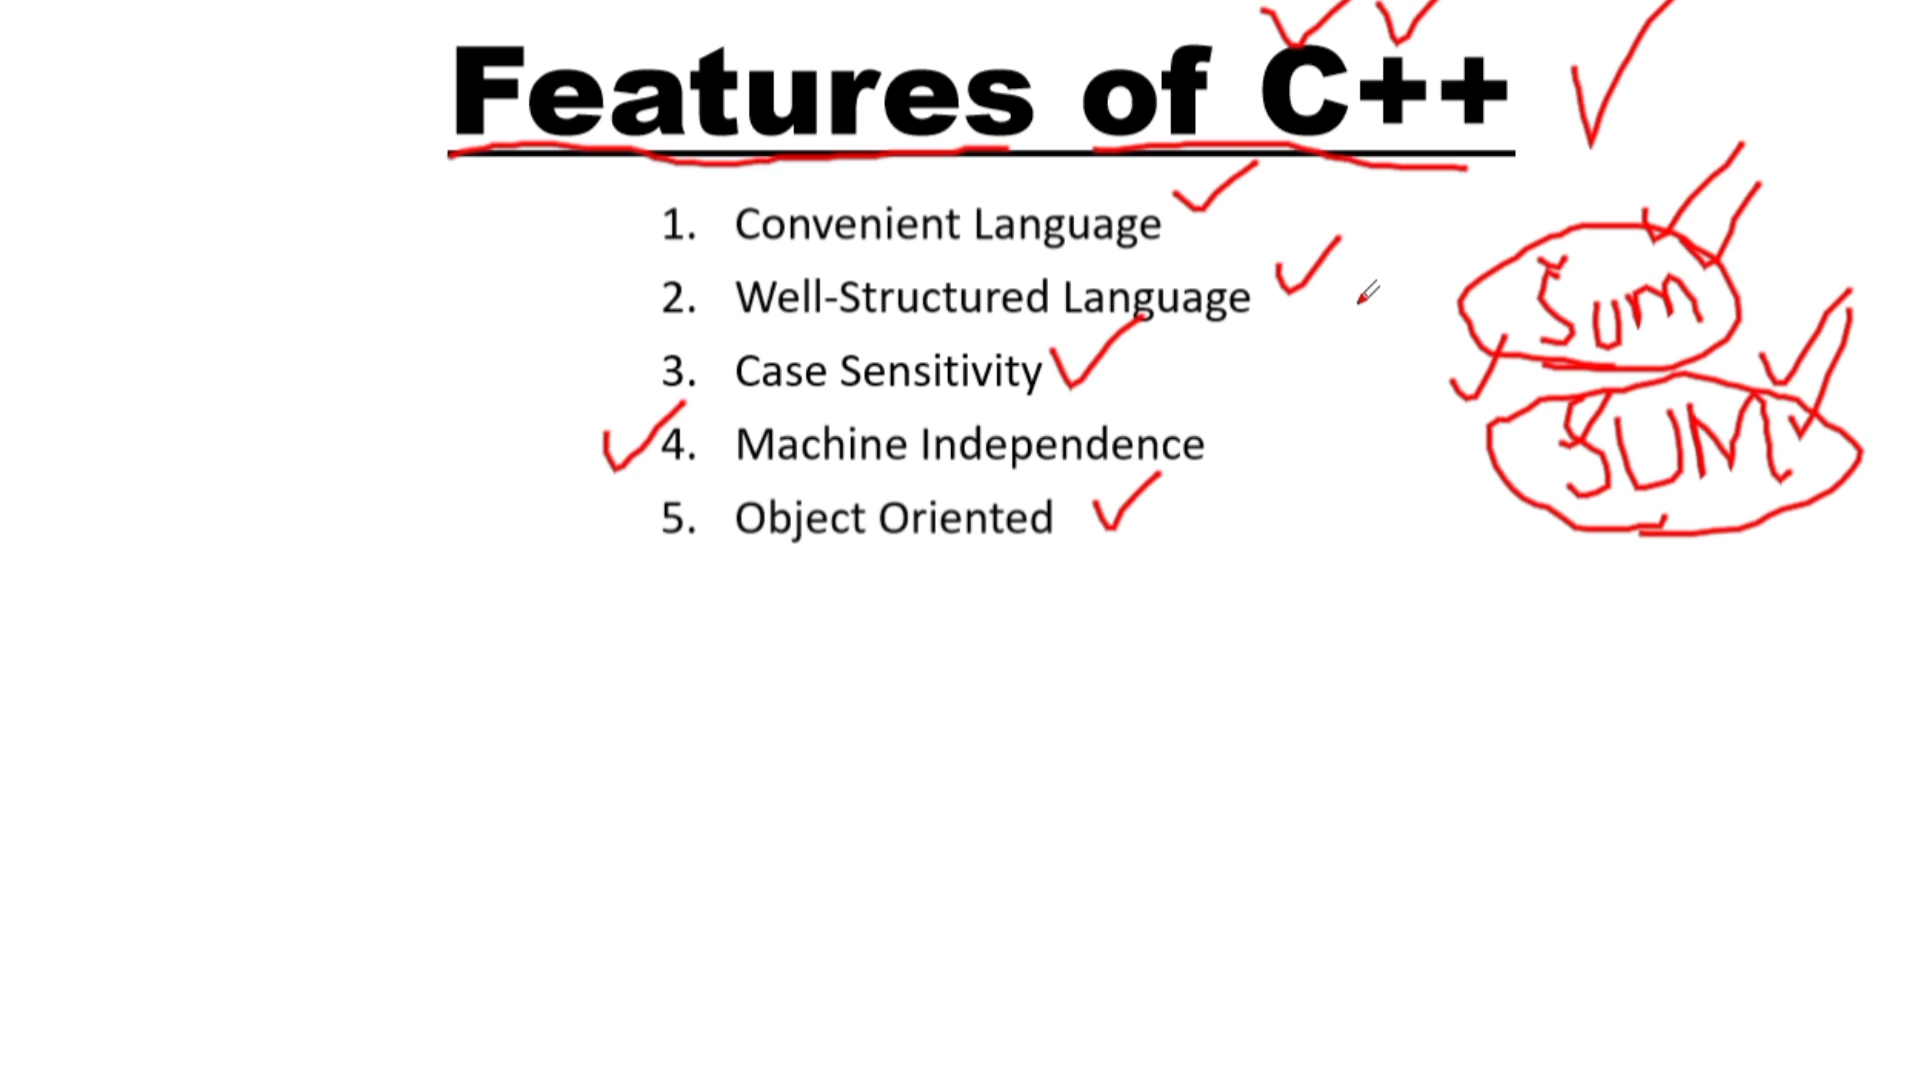 Features of C++
1. Convenient Language
2. Well-Structured Language
3. Case Sensitivity
4. Machine Independence
5. Object Oriented
Sum
SUM